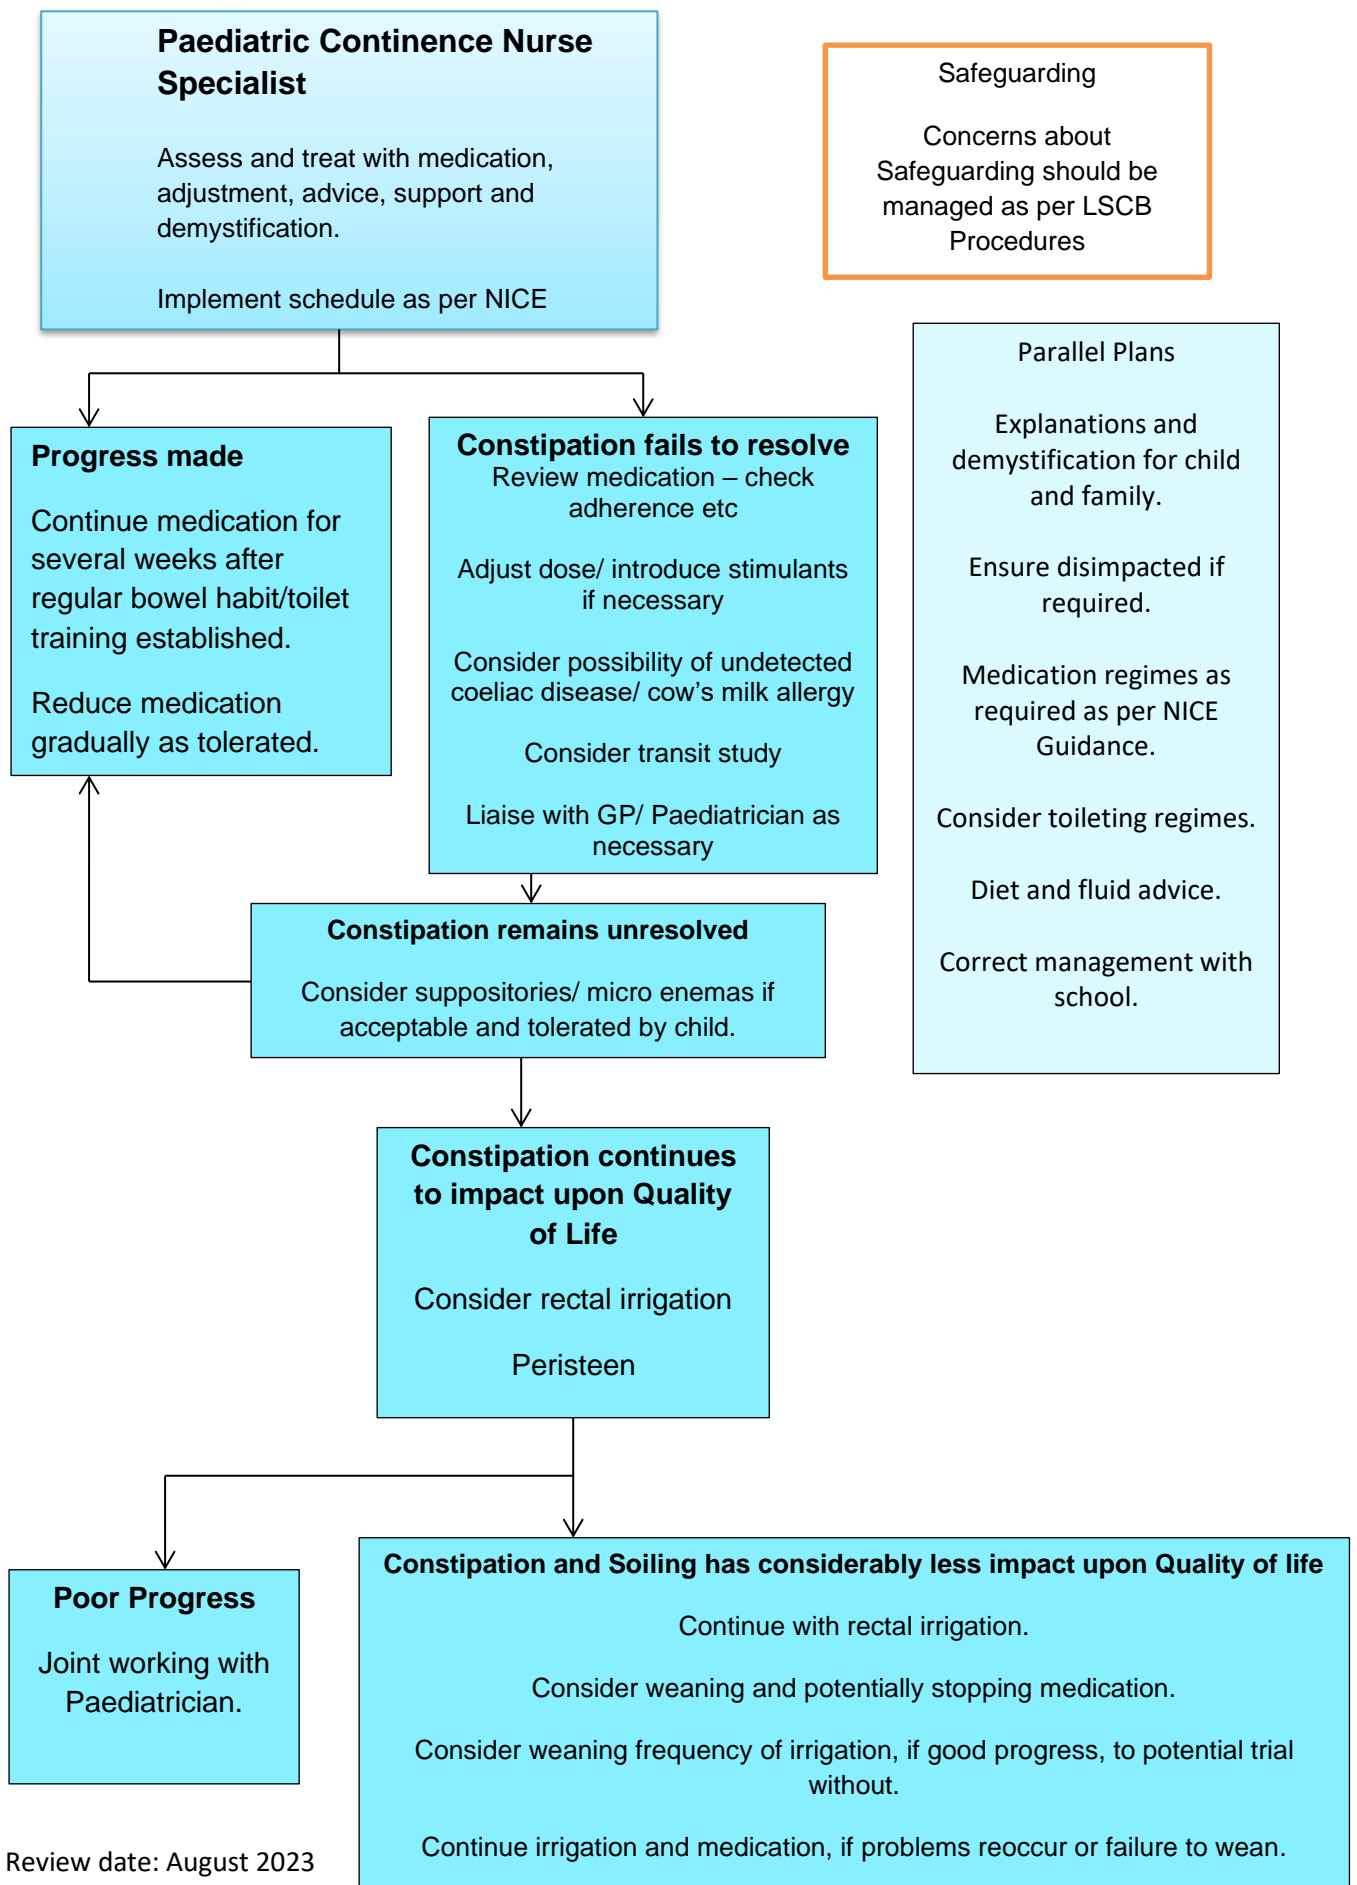 Paediatric Continence Nurse
Specialist
Assess and treat with medication,
adjustment, advice, support and
demystification.
Implement schedule as per NICE
Safeguarding
Concerns about
Safeguarding should be
managed as per LSCB
Procedures
Parallel Plans
Explanations and
demystification for child
and family.
Ensure disimpacted if
required.
Medication regimes as
required as per NICE
Guidance.
Consider toileting regimes.
Diet and fluid advice.
Correct management with
school.
Progress made
Continue medication for
several weeks after
regular bowel habit/toilet
training established.
Reduce medication
gradually as tolerated.
Constipation fails to resolve
Review medication – check
adherence etc
Adjust dose/ introduce stimulants
if necessary
Consider possibility of undetected
coeliac disease/ cow's milk allergy
Consider transit study
Liaise with GP/ Paediatrician as
necessary
Constipation remains unresolved
Consider suppositories/ micro enemas if
acceptable and tolerated by child.
Constipation continues
to impact upon Quality
of Life
Consider rectal irrigation
Peristeen
Poor Progress
Joint working with
Paediatrician.
Constipation and Soiling has considerably less impact upon Quality of life
Continue with rectal irrigation.
Consider weaning and potentially stopping medication.
Consider weaning frequency of irrigation, if good progress, to potential trial
without.
Continue irrigation and medication, if problems reoccur or failure to wean.
Review date: August 2023